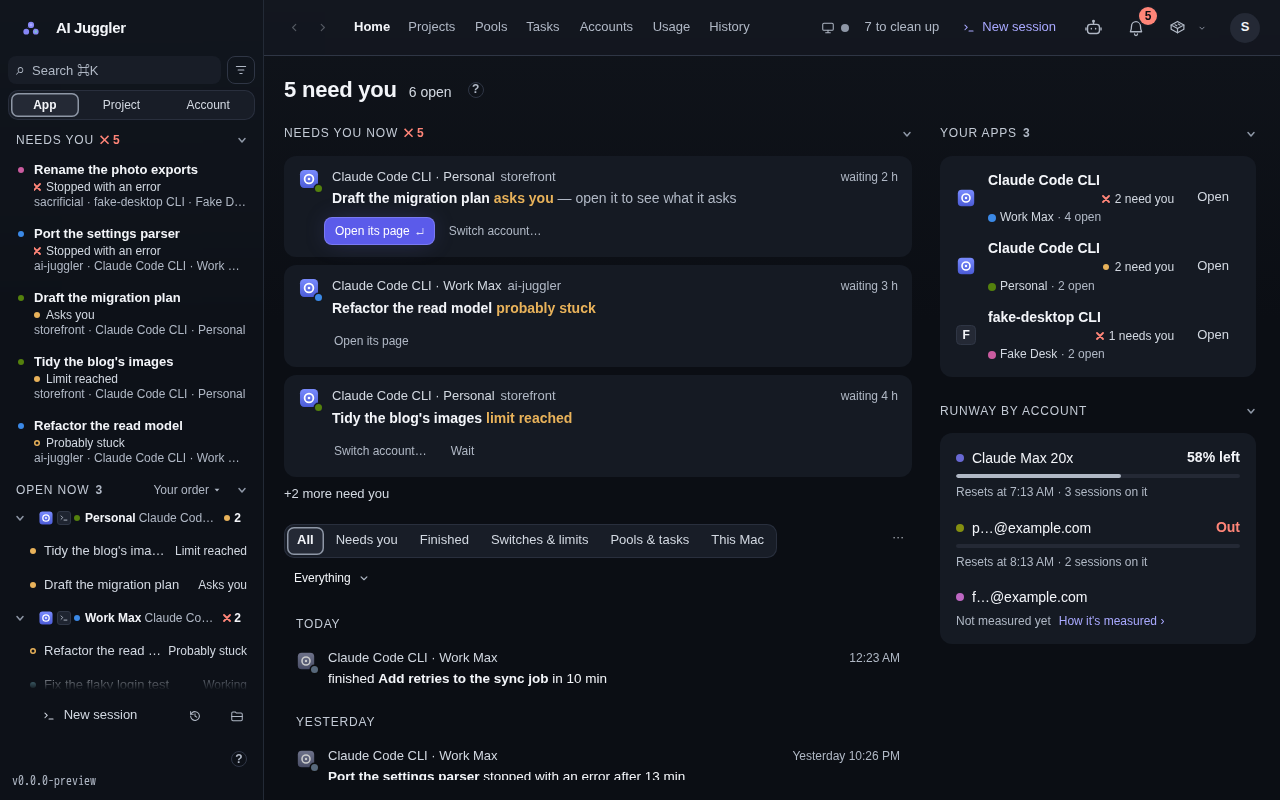 AI Juggler
Search ⌘K
App Project Account
NEEDS YOU 5
Rename the photo exports
Stopped with an error
sacrificial · fake-desktop CLI · Fake D…
Port the settings parser
Stopped with an error
ai-juggler · Claude Code CLI · Work …
Draft the migration plan
Asks you
storefront · Claude Code CLI · Personal
Tidy the blog's images
Limit reached
storefront · Claude Code CLI · Personal
Refactor the read model
Probably stuck
ai-juggler · Claude Code CLI · Work …
OPEN NOW 3 Your order
Personal Claude Cod… 2
Tidy the blog's ima… Limit reached
Draft the migration plan Asks you
Work Max Claude Co… 2
Refactor the read … Probably stuck
Fix the flaky login test Working
New session
?
v0.0.0-preview
Home Projects Pools Tasks Accounts Usage History
7 to clean up
New session
5
S
5 need you 6 open ?
NEEDS YOU NOW 5
Claude Code CLI · Personal storefront waiting 2 h
Draft the migration plan asks you — open it to see what it asks
Open its page Switch account…
Claude Code CLI · Work Max ai-juggler waiting 3 h
Refactor the read model probably stuck
Open its page
Claude Code CLI · Personal storefront waiting 4 h
Tidy the blog's images limit reached
Switch account… Wait
+2 more need you
All Needs you Finished Switches & limits Pools & tasks This Mac ...
Everything
TODAY
Claude Code CLI · Work Max 12:23 AM
finished Add retries to the sync job in 10 min
YESTERDAY
Claude Code CLI · Work Max Yesterday 10:26 PM
Port the settings parser stopped with an error after 13 min
YOUR APPS 3
Claude Code CLI
2 need you Open
Work Max · 4 open
Claude Code CLI
2 need you Open
Personal · 2 open
F
fake-desktop CLI
1 needs you Open
Fake Desk · 2 open
RUNWAY BY ACCOUNT
Claude Max 20x 58% left
Resets at 7:13 AM · 3 sessions on it
p…@example.com Out
Resets at 8:13 AM · 2 sessions on it
f…@example.com
Not measured yet How it's measured ›